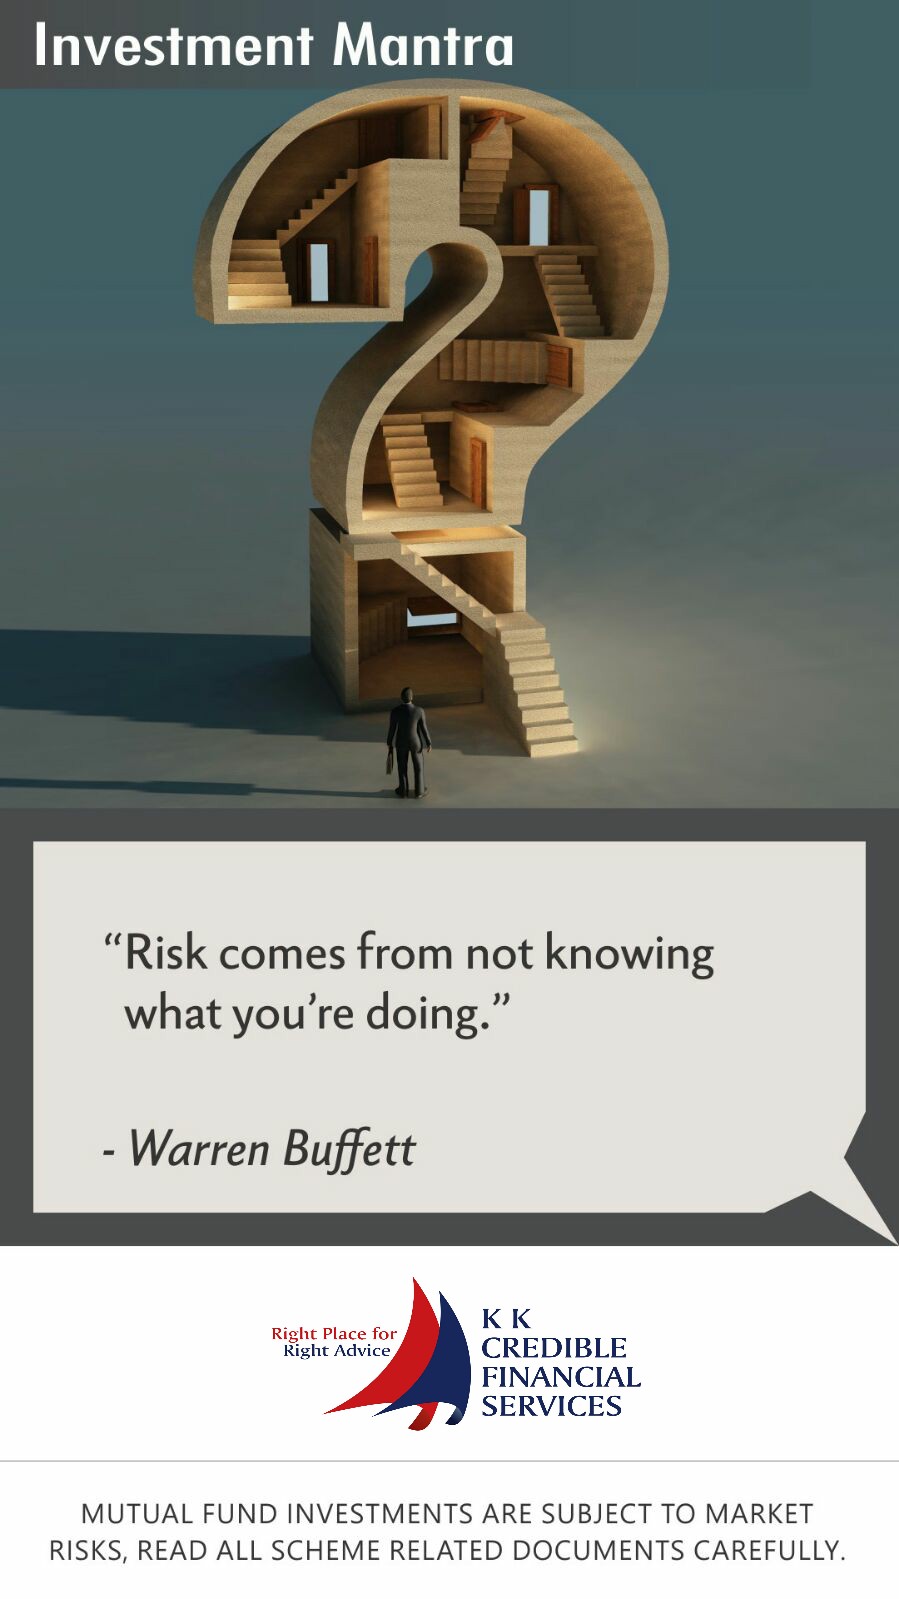 Investment Mantra
“Risk comes from not knowing
what you’re doing.”
- Warren Buffett
Right Place for
Right Advice
K K
CREDIBLE
FINANCIAL
SERVICES
MUTUAL FUND INVESTMENTS ARE SUBJECT TO MARKET
RISKS, READ ALL SCHEME RELATED DOCUMENTS CAREFULLY.